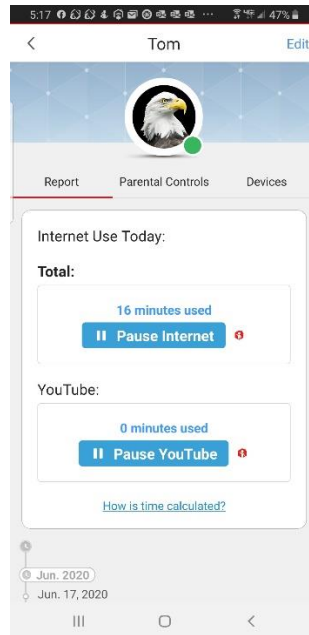 5:17 47%
Tom Edit
Report Parental Controls Devices
Internet Use Today:
Total:
16 minutes used
Pause Internet
YouTube:
0 minutes used
Pause YouTube
How is time calculated?
Jun. 2020
Jun. 17, 2020